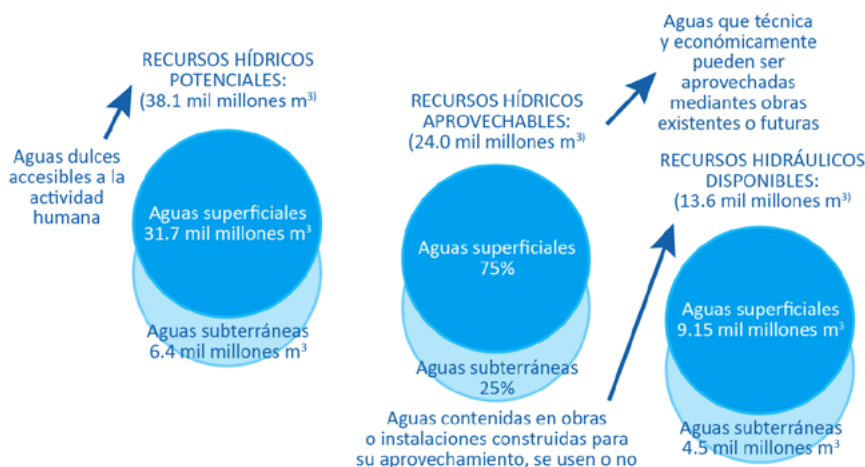 RECURSOS HÍDRICOS
POTENCIALES:
(38.1 mil millones m³⁾
Aguas dulces
accesibles a la
actividad
humana
Aguas superficiales
31.7 mil millones m³
Aguas subterráneas
6.4 mil millones m³
RECURSOS HÍDRICOS
APROVECHABLES:
(24.0 mil millones m³⁾
Aguas que técnica
y económicamente
pueden ser
aprovechadas
mediantes obras
existentes o futuras
Aguas superficiales
75%
Aguas subterráneas
25%
Aguas contenidas en obras
o instalaciones construidas para
su aprovechamiento, se usen o no
RECURSOS HIDRÁULICOS
DISPONIBLES:
(13.6 mil millones m³⁾
Aguas superficiales
9.15 mil millones m³
Aguas subterráneas
4.5 mil millones m³